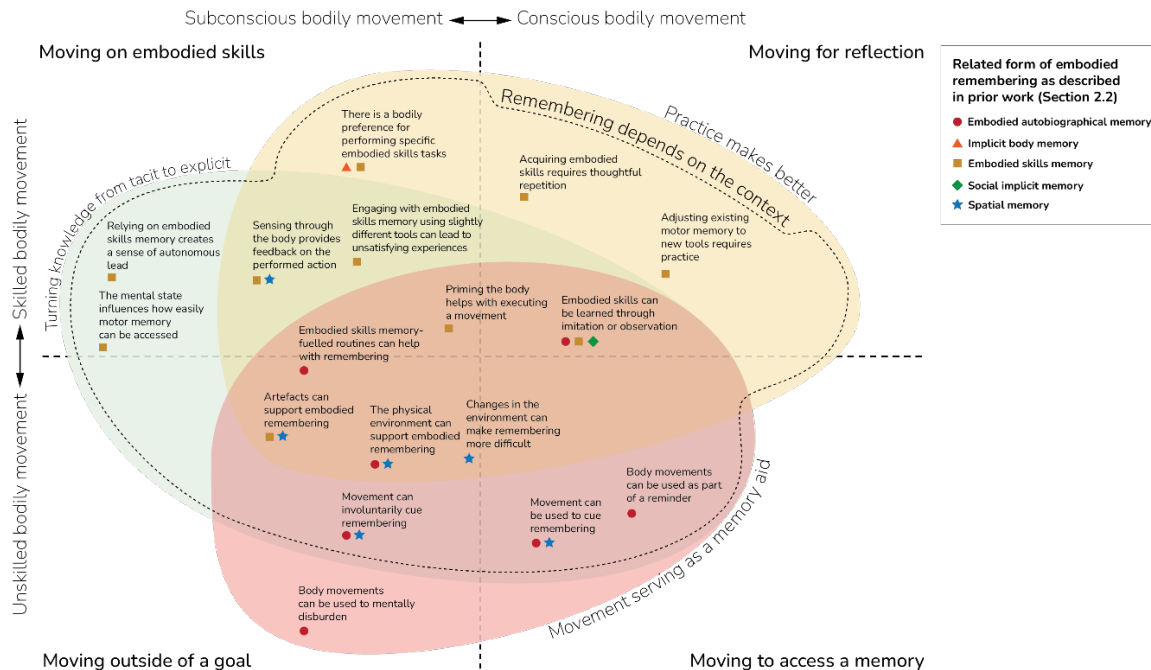 Subconscious bodily movement
Conscious bodily movement
Moving on embodied skills
Moving for reflection
Skilled bodily movement
Unskilled bodily movement
Turning knowledge from tacit to explicit
Remembering depends on the context
Practice makes better
Movement serving as a memory aid
There is a bodily
preference for
performing specific
embodied skills tasks
Acquiring embodied
skills requires thoughtful
repetition
Relying on embodied
skills memory creates
a sense of autonomous
lead
Sensing through
the body provides
feedback on the
performed action
Engaging with embodied
skills memory using slightly
different tools can lead to
unsatisfying experiences
Adjusting existing
motor memory to
new tools requires
practice
The mental state
influences how easily
motor memory
can be accessed
Priming the body
helps with executing
a movement
Embodied skills can
be learned through
imitation or observation
Embodied skills memory-
fuelled routines can help
with remembering
Artefacts can
support embodied
remembering
The physical
environment can
support embodied
remembering
Changes in the
environment can
make remembering
more difficult
Movement can
involuntarily cue
remembering
Movement can
be used to cue
remembering
Body movements
can be used as part
of a reminder
Body movements
can be used to mentally
disburden
Moving outside of a goal
Moving to access a memory
Related form of embodied
remembering as described
in prior work (Section 2.2)
Embodied autobiographical memory
Implicit body memory
Embodied skills memory
Social implicit memory
Spatial memory